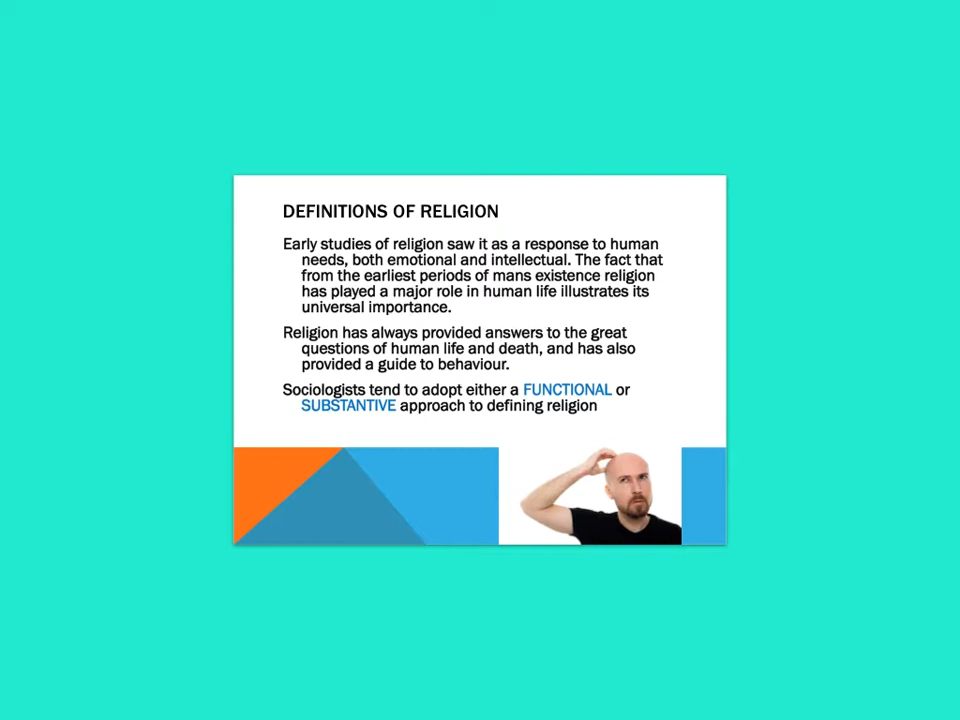 DEFINITIONS OF RELIGION
Early studies of religion saw it as a response to human
needs, both emotional and intellectual. The fact that
from the earliest periods of mans existence religion
has played a major role in human life illustrates its
universal importance.
Religion has always provided answers to the great
questions of human life and death, and has also
provided a guide to behaviour.
Sociologists tend to adopt either a FUNCTIONAL or
SUBSTANTIVE approach to defining religion